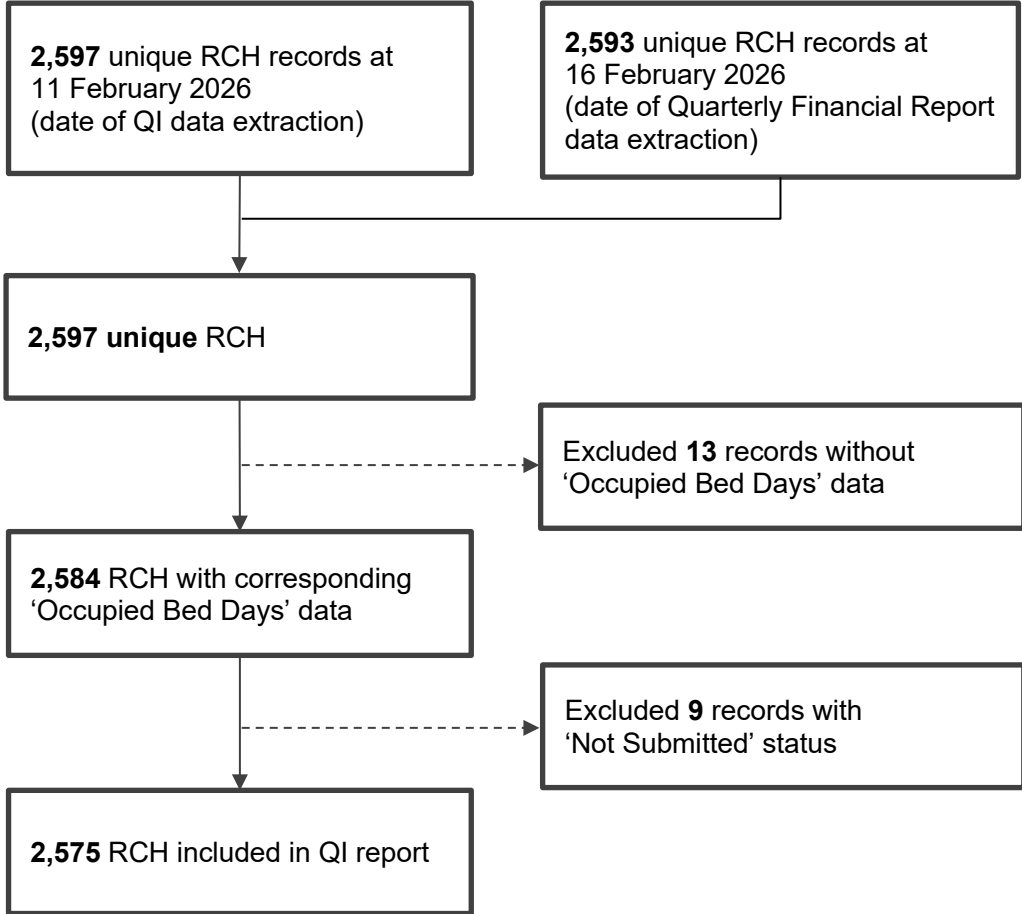 2,597 unique RCH records at
11 February 2026
(date of QI data extraction)
2,593 unique RCH records at
16 February 2026
(date of Quarterly Financial Report
data extraction)
2,597 unique RCH
Excluded 13 records without
‘Occupied Bed Days’ data
2,584 RCH with corresponding
‘Occupied Bed Days’ data
Excluded 9 records with
‘Not Submitted’ status
2,575 RCH included in QI report